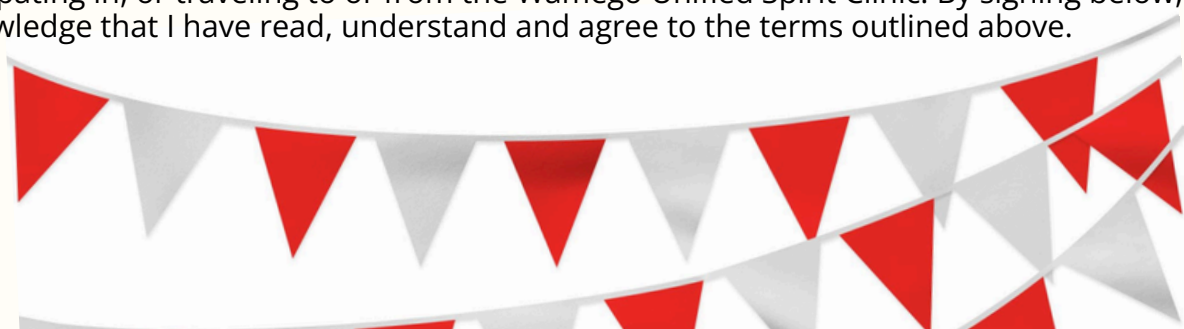 pating in, or traveling to or from the Wamego Unified Spirit Clinic. By signing below,
wledge that I have read, understand and agree to the terms outlined above.